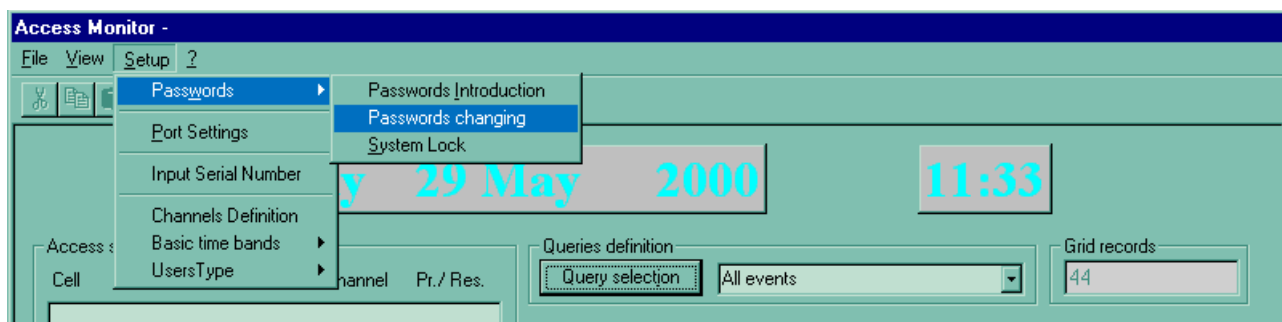 Access Monitor -
File View Setup ?
Passwords
Port Settings
Input Serial Number
Channels Definition
Basic time bands
UsersType
Passwords Introduction
Passwords changing
System Lock
29 May 2000
11:33
Access
Cell
Pr./ Res.
Queries definition
Query selection
All events
Grid records
44